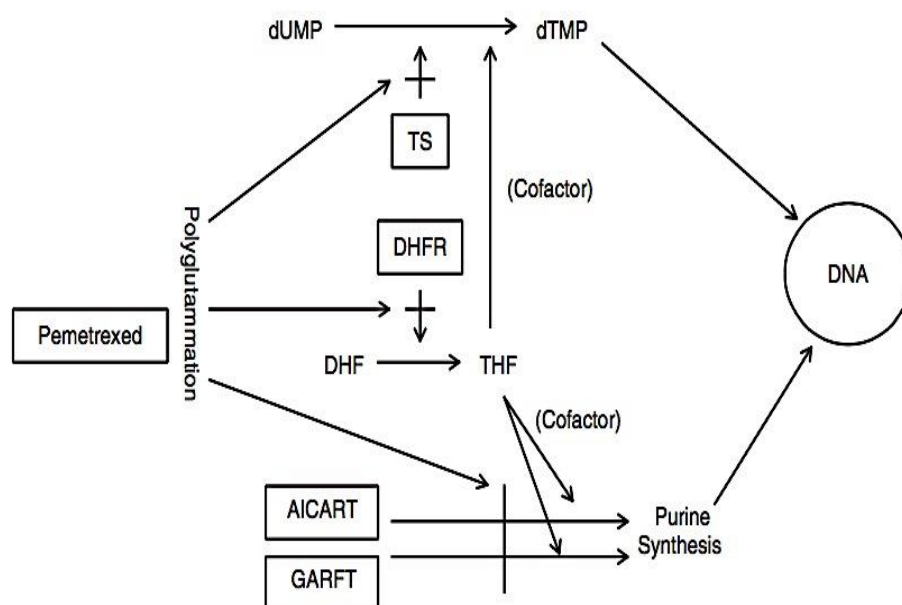 dUMP
dTMP
TS
(Cofactor)
Polyglutammation
DHFR
DNA
Pemetrexed
DHF
THF
(Cofactor)
AICART
Purine
Synthesis
GARFT